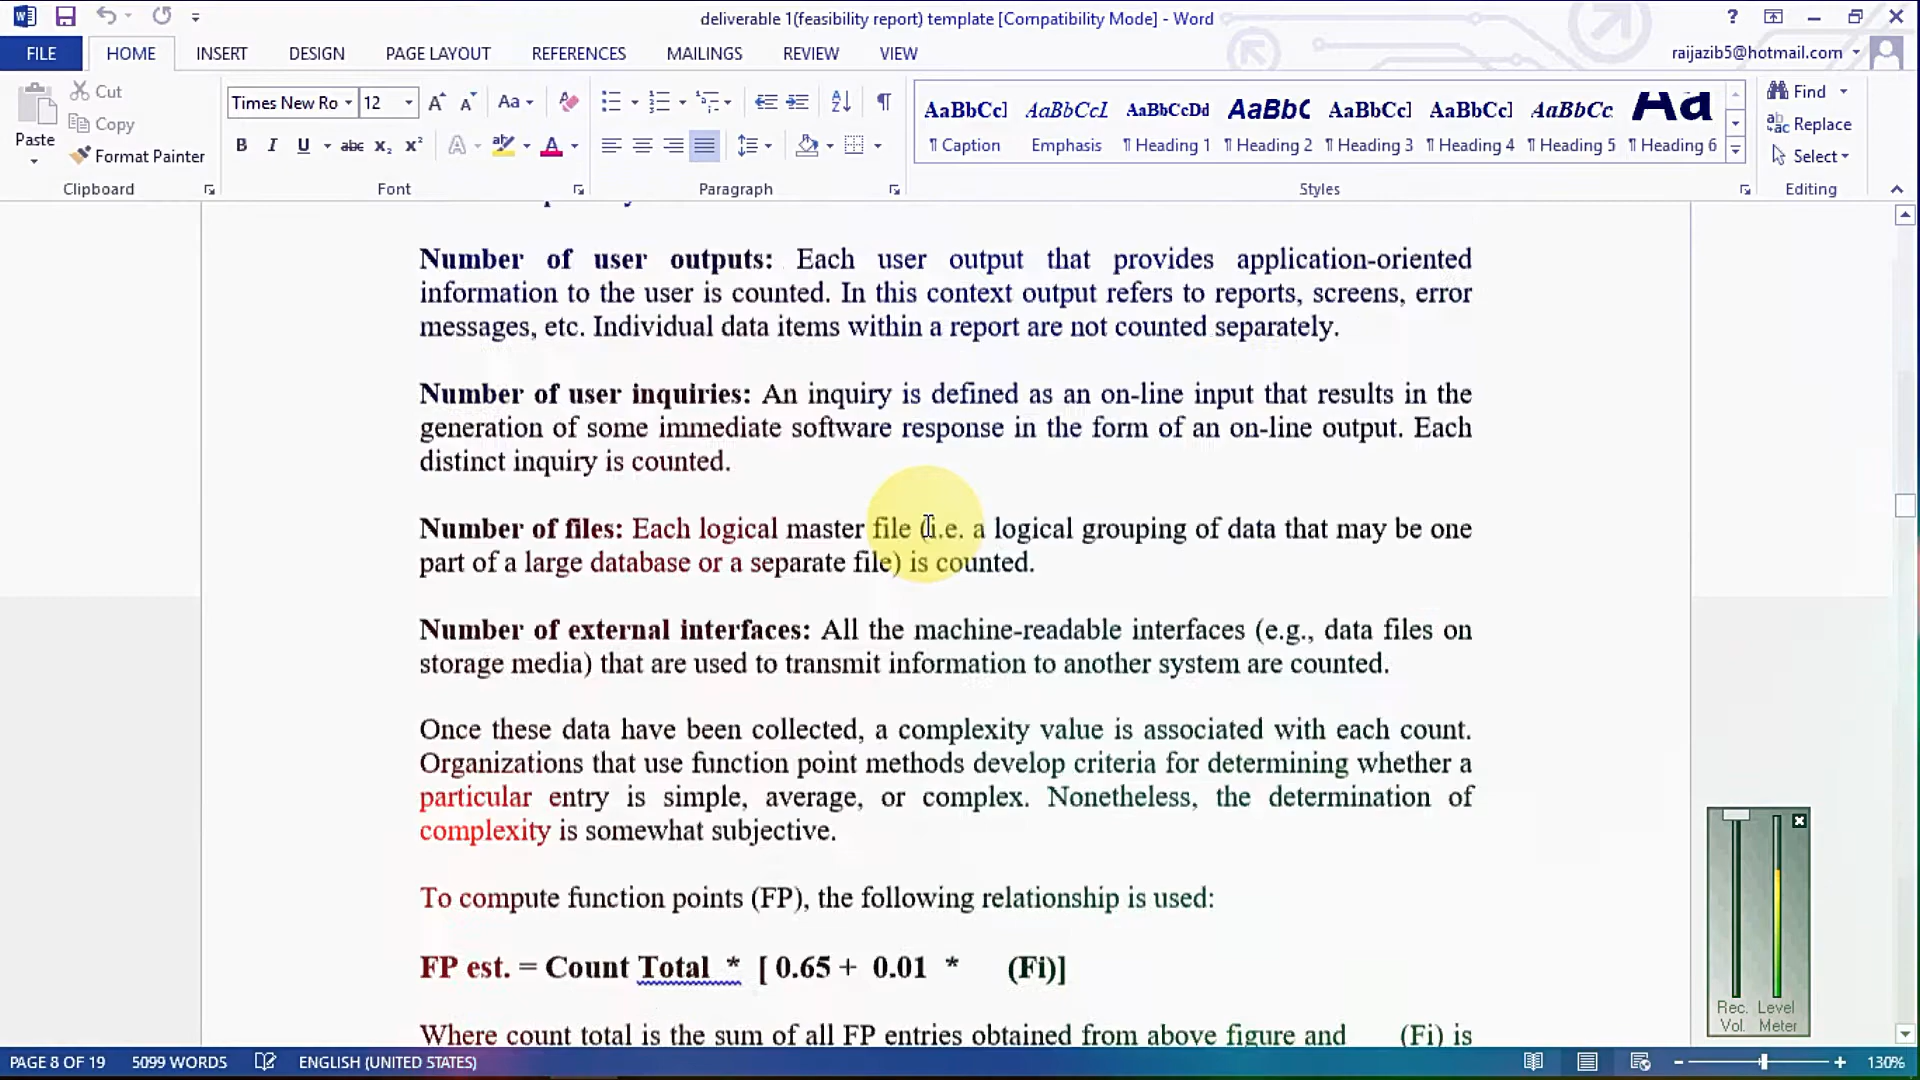 deliverable 1(feasibility report) template [Compatibility Mode] - Word
FILE HOME INSERT DESIGN PAGE LAYOUT REFERENCES MAILINGS REVIEW VIEW raijazib5@hotmail.com
Paste Cut Copy Format Painter
Times New Ro 12 Aa
AaBbCc] AaBbCcI AaBbCcDd AaBbC AaBbCc] AaBbCc] AaBbCc Aa
¶ Caption Emphasis ¶ Heading 1 ¶ Heading 2 ¶ Heading 3 ¶ Heading 4 ¶ Heading 5 ¶ Heading 6
Find
Replace
Select
Clipboard Font Paragraph Styles Editing
Number of user outputs: Each user output that provides application-oriented
information to the user is counted. In this context output refers to reports, screens, error
messages, etc. Individual data items within a report are not counted separately.
Number of user inquiries: An inquiry is defined as an on-line input that results in the
generation of some immediate software response in the form of an on-line output. Each
distinct inquiry is counted.
Number of files: Each logical master file (i.e. a logical grouping of data that may be one
part of a large database or a separate file) is counted.
Number of external interfaces: All the machine-readable interfaces (e.g., data files on
storage media) that are used to transmit information to another system are counted.
Once these data have been collected, a complexity value is associated with each count.
Organizations that use function point methods develop criteria for determining whether a
particular entry is simple, average, or complex. Nonetheless, the determination of
complexity is somewhat subjective.
To compute function points (FP), the following relationship is used:
FP est. = Count Total * [ 0.65 + 0.01 * (Fi)]
Where count total is the sum of all FP entries obtained from above figure and (Fi) is
Rec. Level
Vol. Meter
PAGE 8 OF 19 5099 WORDS ENGLISH (UNITED STATES) 130%